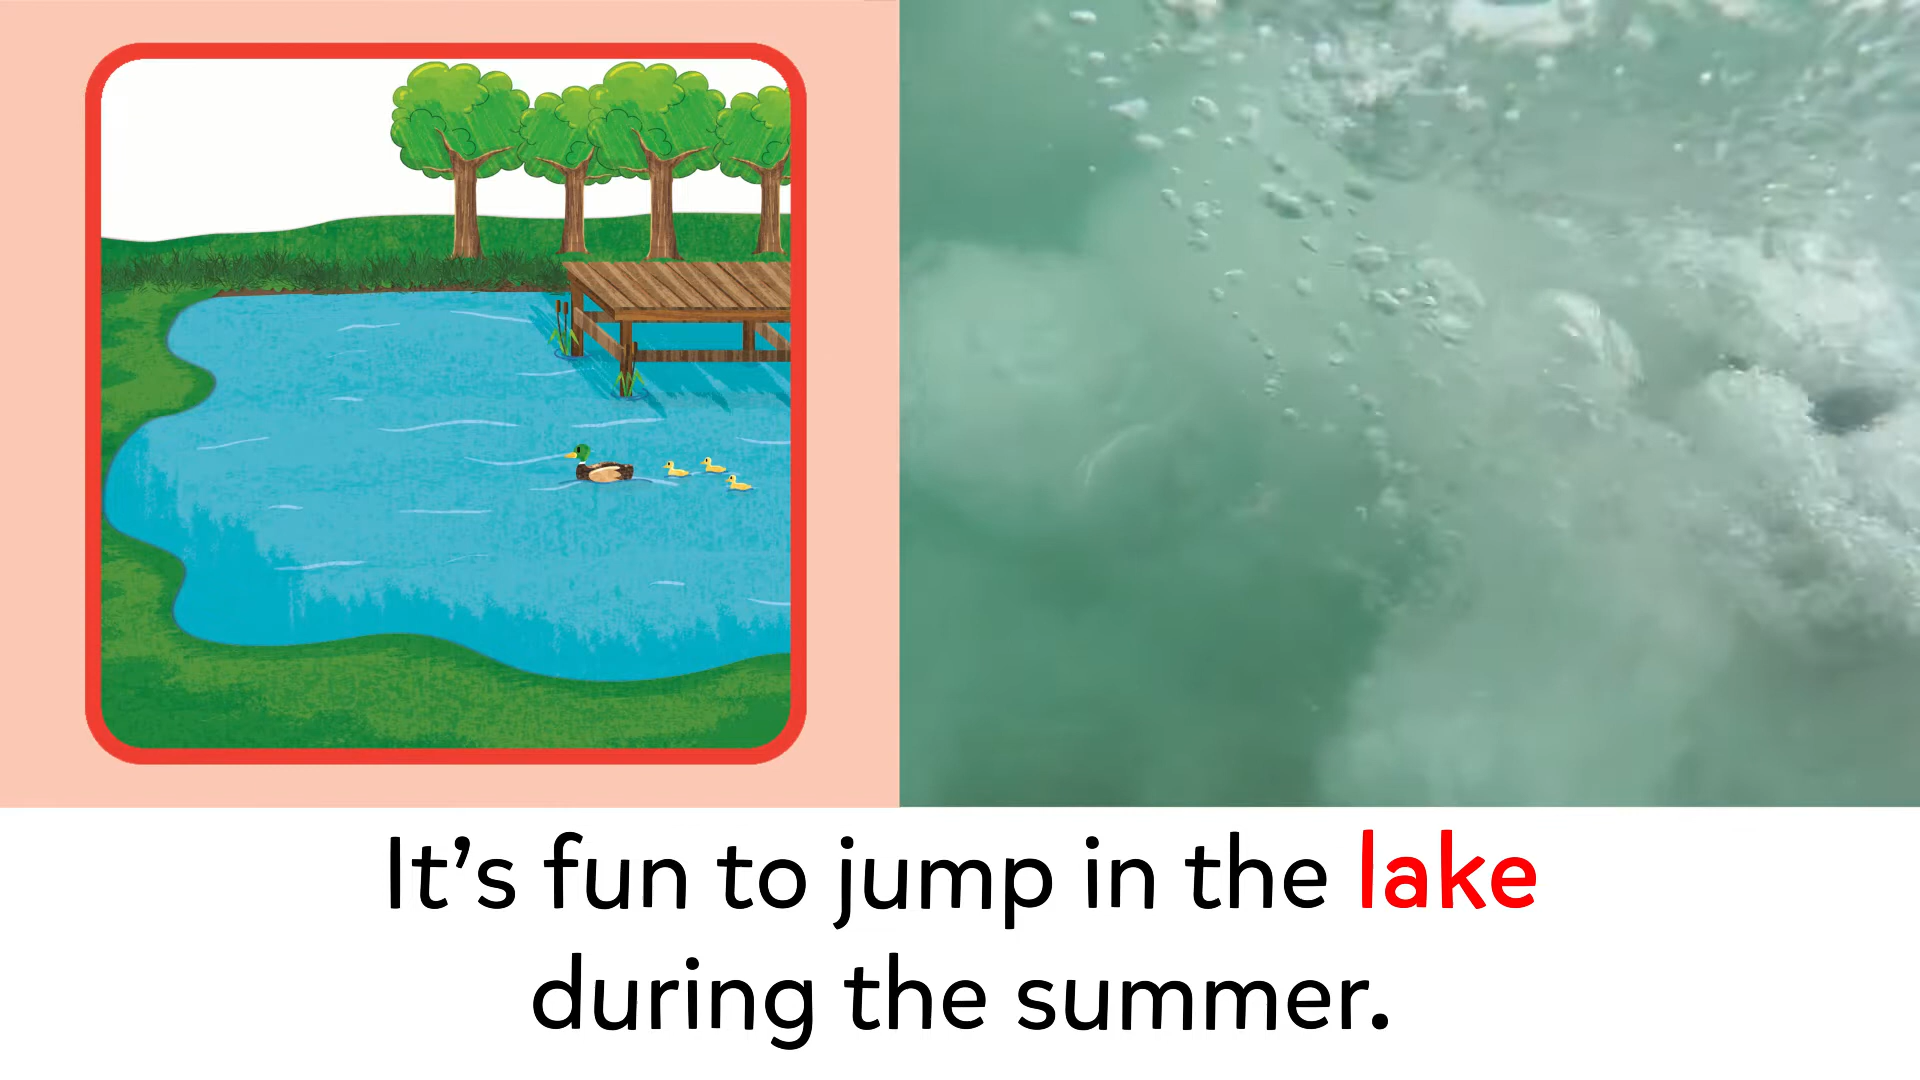 It’s fun to jump in the lake
during the summer.